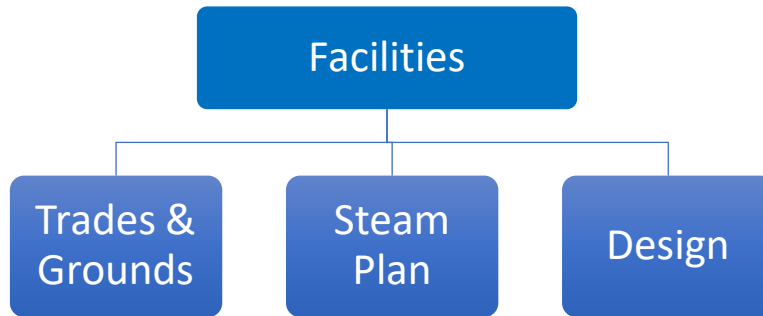 Facilities
Trades &
Grounds
Steam
Plan
Design